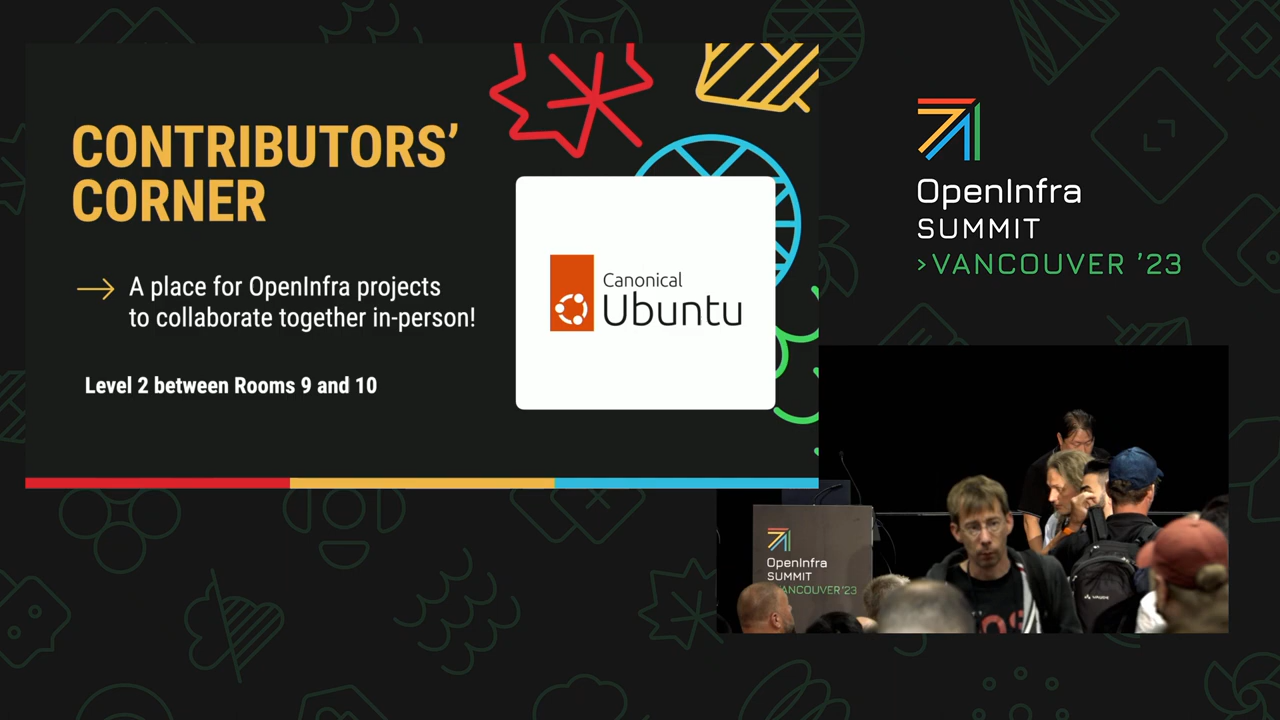 CONTRIBUTORS’
CORNER
A place for OpenInfra projects
to collaborate together in-person!
Level 2 between Rooms 9 and 10
Canonical
Ubuntu
OpenInfra
SUMMIT
>VANCOUVER ’23
OpenInfra
SUMMIT
VANCOUVER ’23